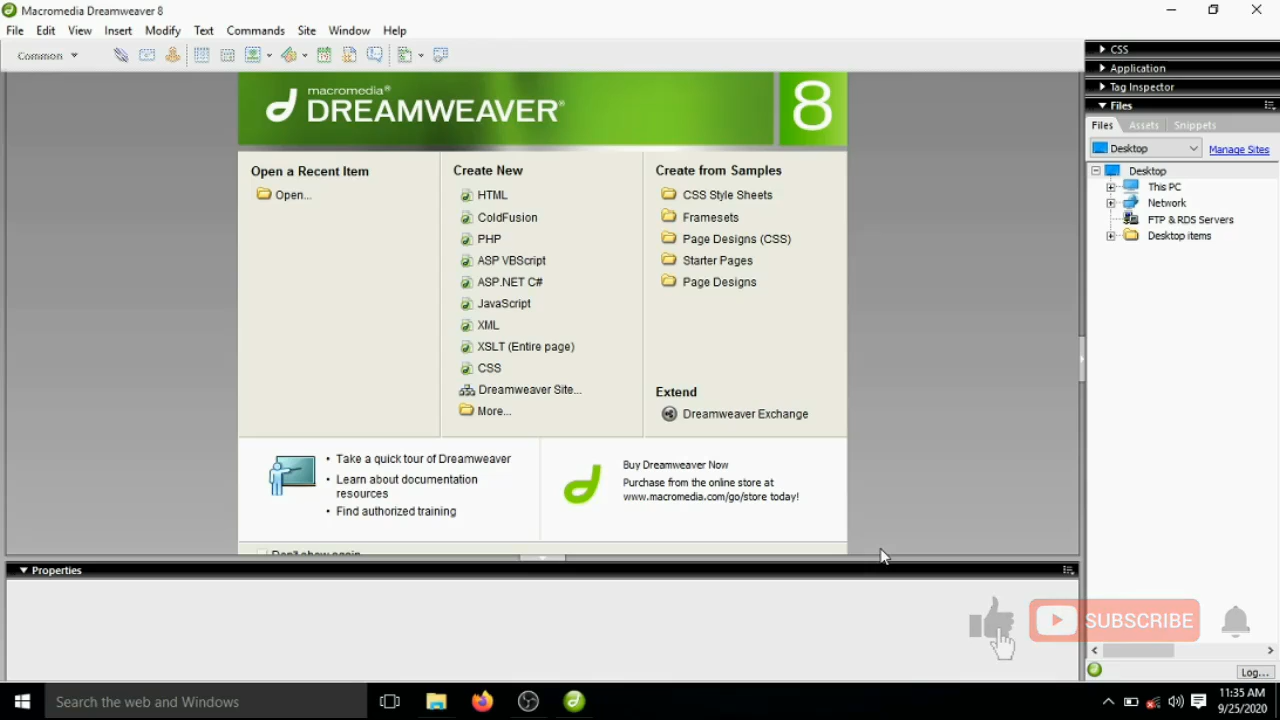 Macromedia Dreamweaver 8
File Edit View Insert Modify Text Commands Site Window Help
Common
macromedia®
DREAMWEAVER®
8
Open a Recent Item
Open...
Create New
HTML
ColdFusion
PHP
ASP VBScript
ASP.NET C#
JavaScript
XML
XSLT (Entire page)
CSS
Dreamweaver Site...
More...
Create from Samples
CSS Style Sheets
Framesets
Page Designs (CSS)
Starter Pages
Page Designs
Extend
Dreamweaver Exchange
• Take a quick tour of Dreamweaver
• Learn about documentation
resources
• Find authorized training
Buy Dreamweaver Now
Purchase from the online store at
www.macromedia.com/go/store today!
Don't show again
Properties
CSS
Application
Tag Inspector
Files
Files Assets Snippets
Desktop Manage Sites
Desktop
This PC
Network
FTP & RDS Servers
Desktop items
SUBSCRIBE
Log...
Search the web and Windows
11:35 AM
9/25/2020